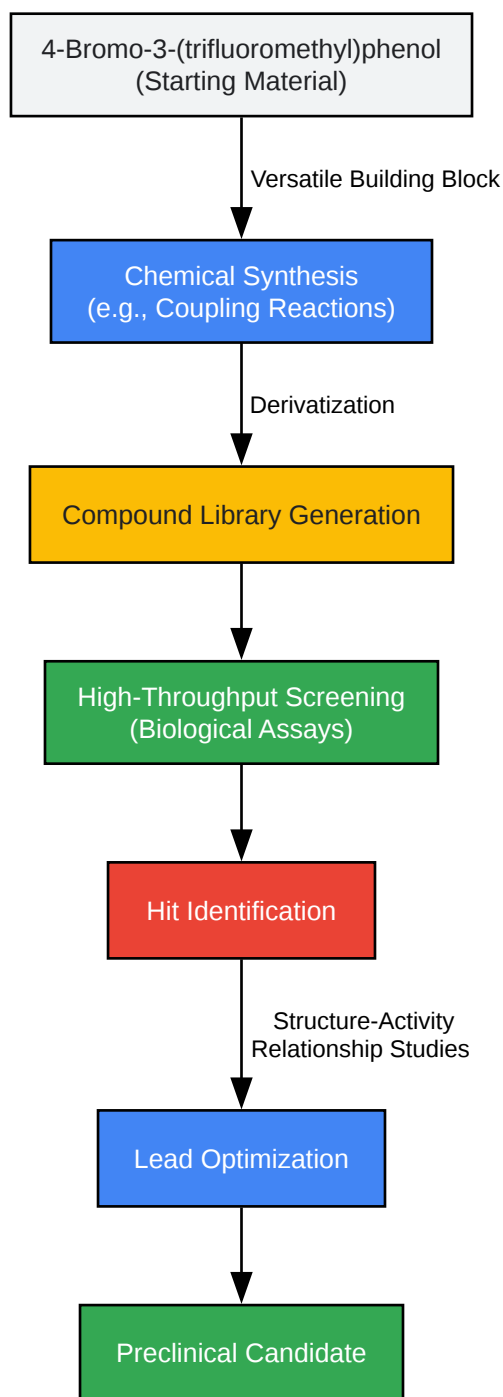 4-Bromo-3-(trifluoromethyl)phenol
(Starting Material)
Versatile Building Block
Chemical Synthesis
(e.g., Coupling Reactions)
Derivatization
Compound Library Generation
High-Throughput Screening
(Biological Assays)
Hit Identification
Structure-Activity
Relationship Studies
Lead Optimization
Preclinical Candidate